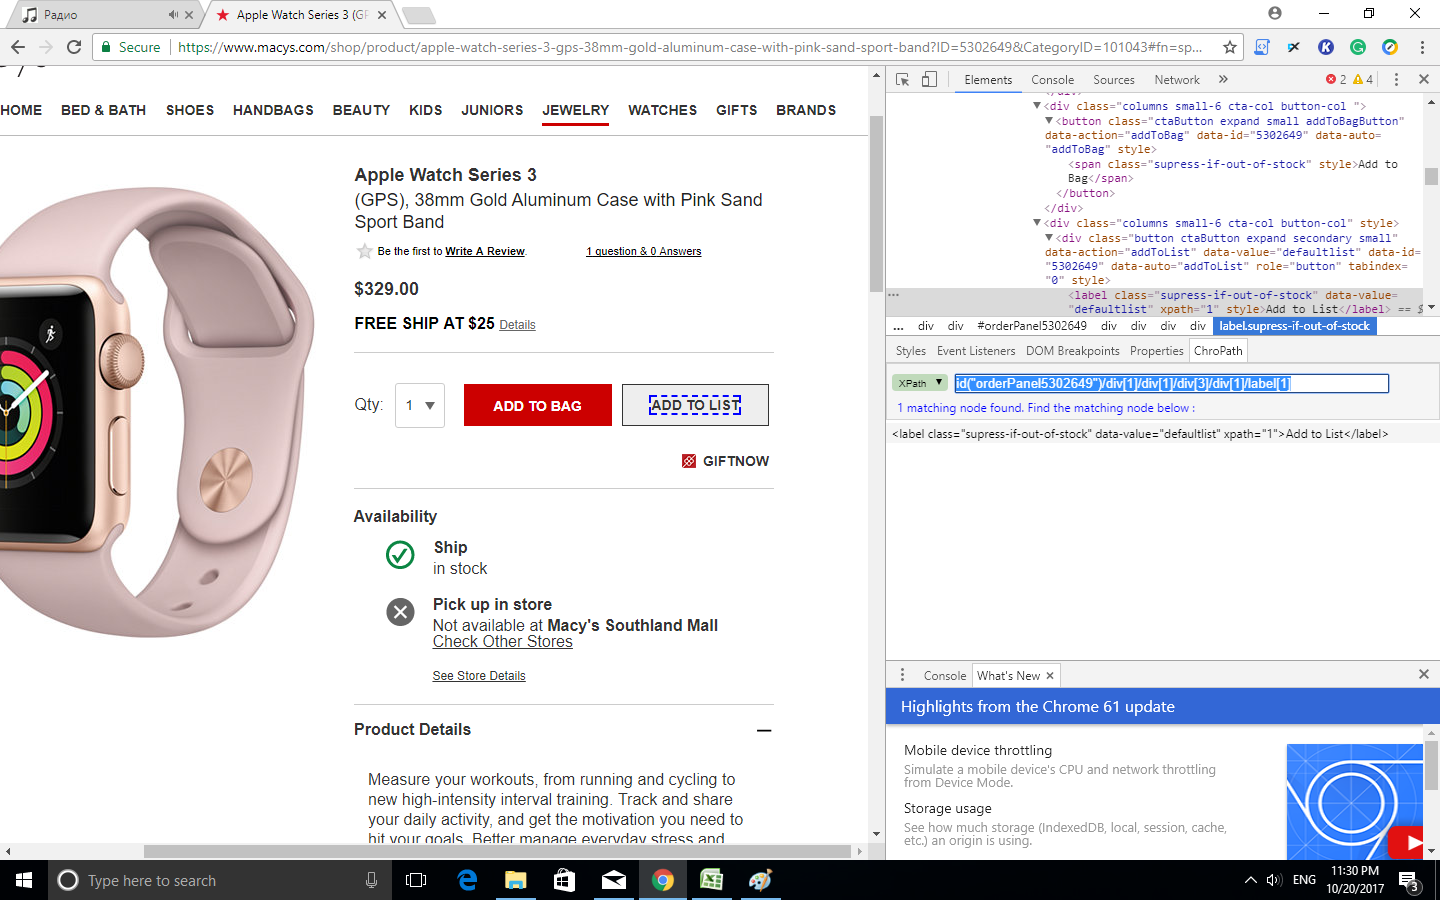 Радио
Apple Watch Series 3 (GP
Secure
https://www.macys.com/shop/product/apple-watch-series-3-gps-38mm-gold-aluminum-case-with-pink-sand-sport-band?ID=5302649&CategoryID=101043#fn=sp...
HOME BED & BATH SHOES HANDBAGS BEAUTY KIDS JUNIORS JEWELRY WATCHES GIFTS BRANDS
Apple Watch Series 3
(GPS), 38mm Gold Aluminum Case with Pink Sand
Sport Band
Be the first to Write A Review.
1 question & 0 Answers
$329.00
FREE SHIP AT $25 Details
Qty: 1 ADD TO BAG ADD TO LIST
GIFTNOW
Availability
Ship
in stock
Pick up in store
Not available at Macy's Southland Mall
Check Other Stores
See Store Details
Product Details
Measure your workouts, from running and cycling to
new high-intensity interval training. Track and share
your daily activity, and get the motivation you need to
hit your goals. Better manage everyday stress and
Elements Console Sources Network » 2 4
</div>
<div class="columns small-6 cta-col button-col ">
<button class="ctaButton expand small addToBagButton"
data-action="addToBag" data-id="5302649" data-auto=
"addToBag" style>
<span class="supress-if-out-of-stock" style>Add to
Bag</span>
</button>
</div>
<div class="columns small-6 cta-col button-col" style>
<div class="button ctaButton expand secondary small"
data-action="addToList" data-value="defaultlist" data-id=
"5302649" data-auto="addToList" role="button" tabindex=
"0" style>
<label class="supress-if-out-of-stock" data-value=
"defaultlist" xpath="1" style>Add to List</label> == $
... div div #orderPanel5302649 div div div div label.supress-if-out-of-stock
Styles Event Listeners DOM Breakpoints Properties ChroPath
XPath id("orderPanel5302649")/div[1]/div[1]/div[3]/div[1]/label[1]
1 matching node found. Find the matching node below :
<label class="supress-if-out-of-stock" data-value="defaultlist" xpath="1">Add to List</label>
Console What's New
Highlights from the Chrome 61 update
Mobile device throttling
Simulate a mobile device's CPU and network throttling
from Device Mode.
Storage usage
See how much storage (IndexedDB, local, session, cache,
etc.) an origin is using.
Type here to search
ENG
11:30 PM
10/20/2017
3